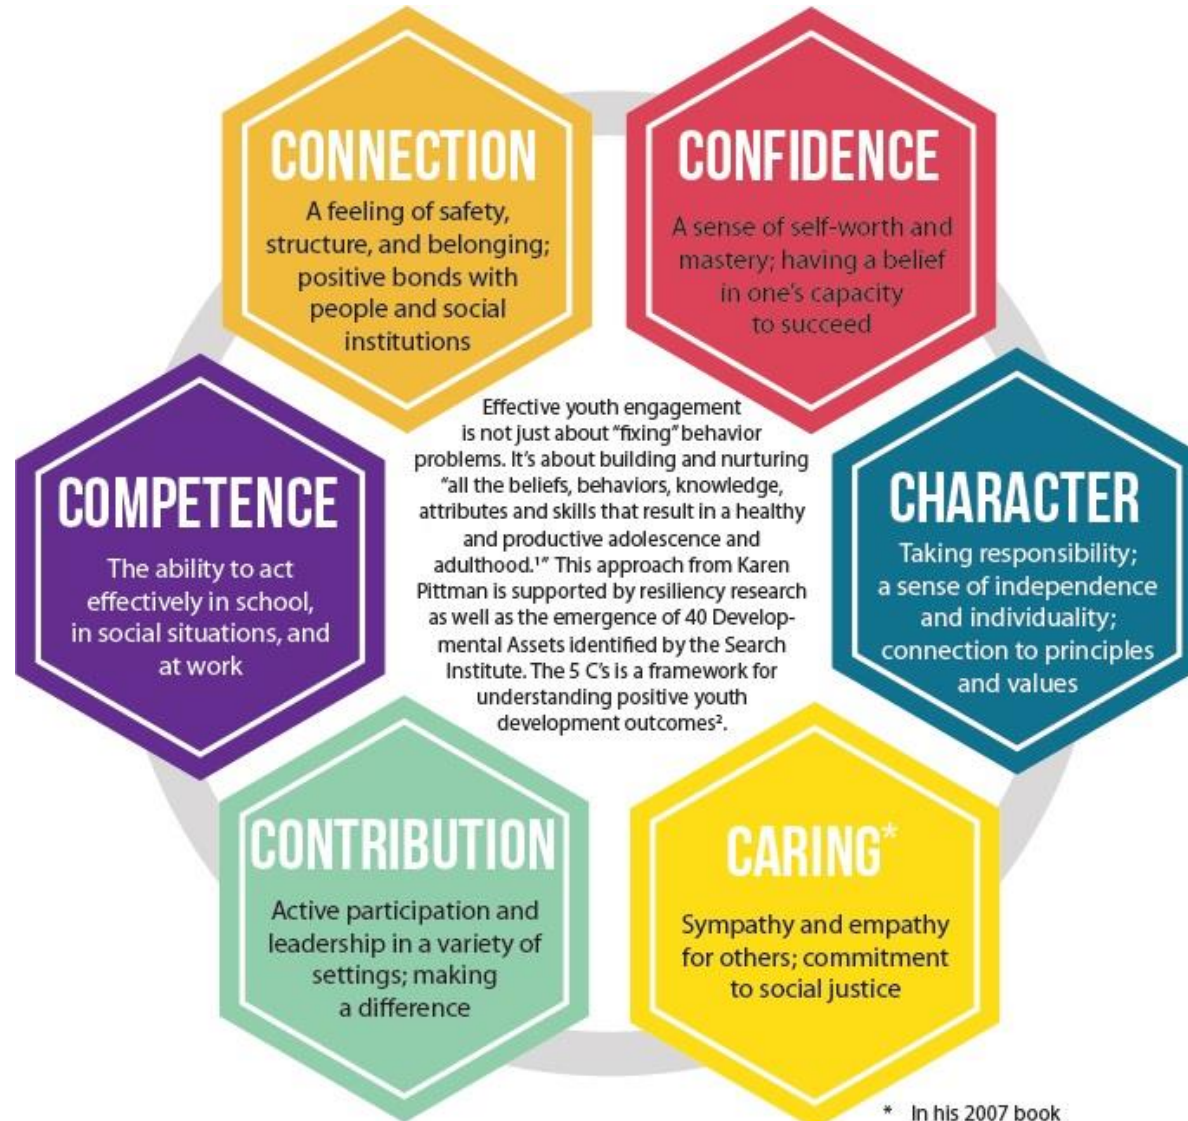 CONNECTION
A feeling of safety,
structure, and belonging;
positive bonds with
people and social
institutions
CONFIDENCE
A sense of self-worth and
mastery; having a belief
in one's capacity
to succeed
COMPETENCE
The ability to act
effectively in school,
in social situations, and
at work
Effective youth engagement
is not just about "fixing" behavior
problems. It's about building and nurturing
"all the beliefs, behaviors, knowledge,
attributes and skills that result in a healthy
and productive adolescence and
adulthood.¹" This approach from Karen
Pittman is supported by resiliency research
as well as the emergence of 40 Develop-
mental Assets identified by the Search
Institute. The 5 C's is a framework for
understanding positive youth
development outcomes².
CHARACTER
Taking responsibility;
a sense of independence
and individuality;
connection to principles
and values
CONTRIBUTION
Active participation and
leadership in a variety of
settings; making
a difference
CARING*
Sympathy and empathy
for others; commitment
to social justice
* In his 2007 book